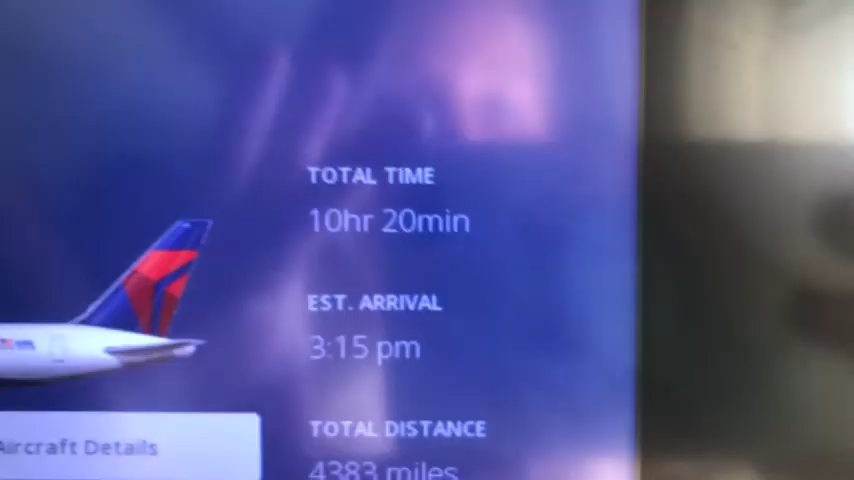 TOTAL TIME
10hr 20min
EST. ARRIVAL
3:15 pm
TOTAL DISTANCE
4383 miles
Aircraft Details